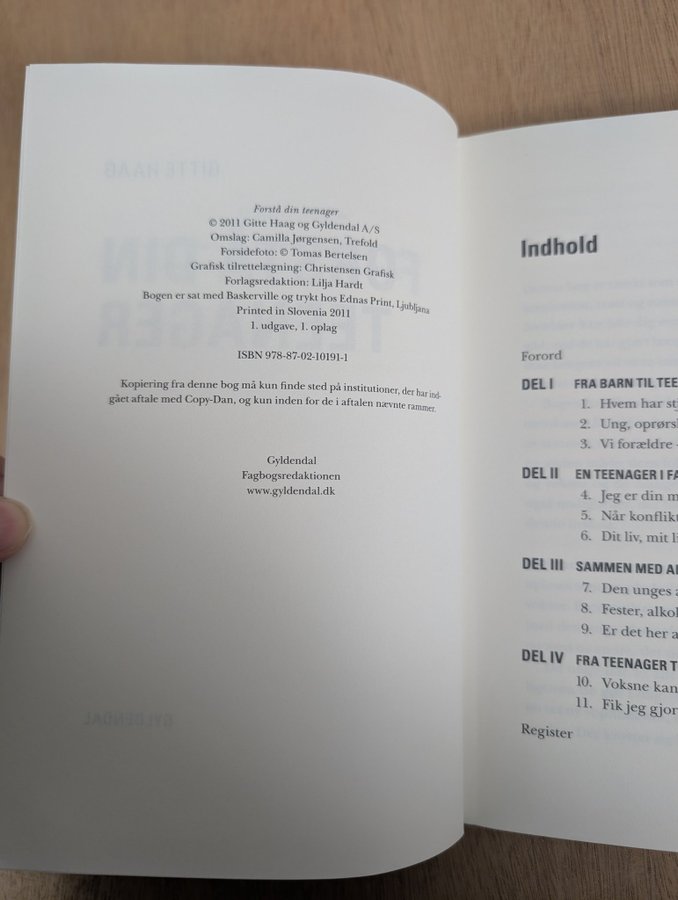 Forstå din teenager
© 2011 Gitte Haag og Gyldendal A/S
Omslag: Camilla Jørgensen, Trefold
Forsidefoto: © Tomas Bertelsen
Grafisk tilrettelægning: Christensen Grafisk
Forlagsredaktion: Lilja Hardt
Bogen er sat med Baskerville og trykt hos Ednas Print, Ljubljana
Printed in Slovenia 2011
1. udgave, 1. oplag
ISBN 978-87-02-10191-1
Kopiering fra denne bog må kun finde sted på institutioner, der har ind-
gået aftale med Copy-Dan, og kun inden for de i aftalen nævnte rammer.
Gyldendal
Fagbogsredaktionen
www.gyldendal.dk
Indhold
Forord
DEL I FRA BARN TIL TEE
1. Hvem har st
2. Ung, oprørs
3. Vi forældre
DEL II EN TEENAGER I FA
4. Jeg er din m
5. Når konflikt
6. Dit liv, mit li
DEL III SAMMEN MED A
7. Den unges a
8. Fester, alkoh
9. Er det her a
DEL IV FRA TEENAGER T
10. Voksne kan
11. Fik jeg gjor
Register